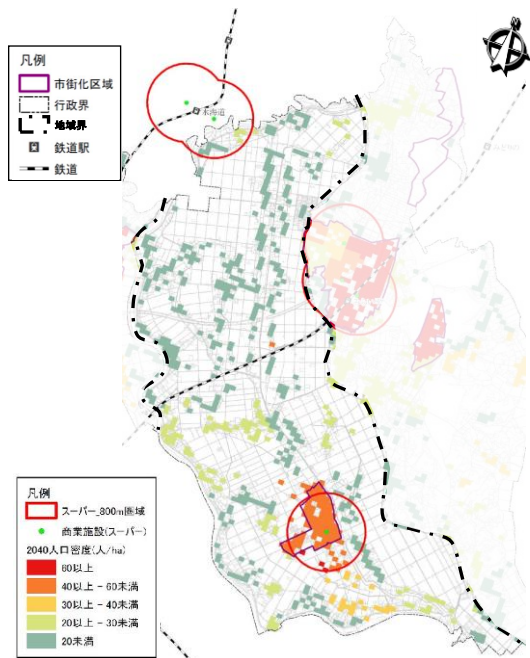 凡例
市街化区域
行政界
地域界
鉄道駅
鉄道
水海道
凡例
スーパー_800m圏域
商業施設(スーパー)
2040人口密度(人/ha)
60以上
40以上 - 60未満
30以上 - 40未満
20以上 - 30未満
20未満